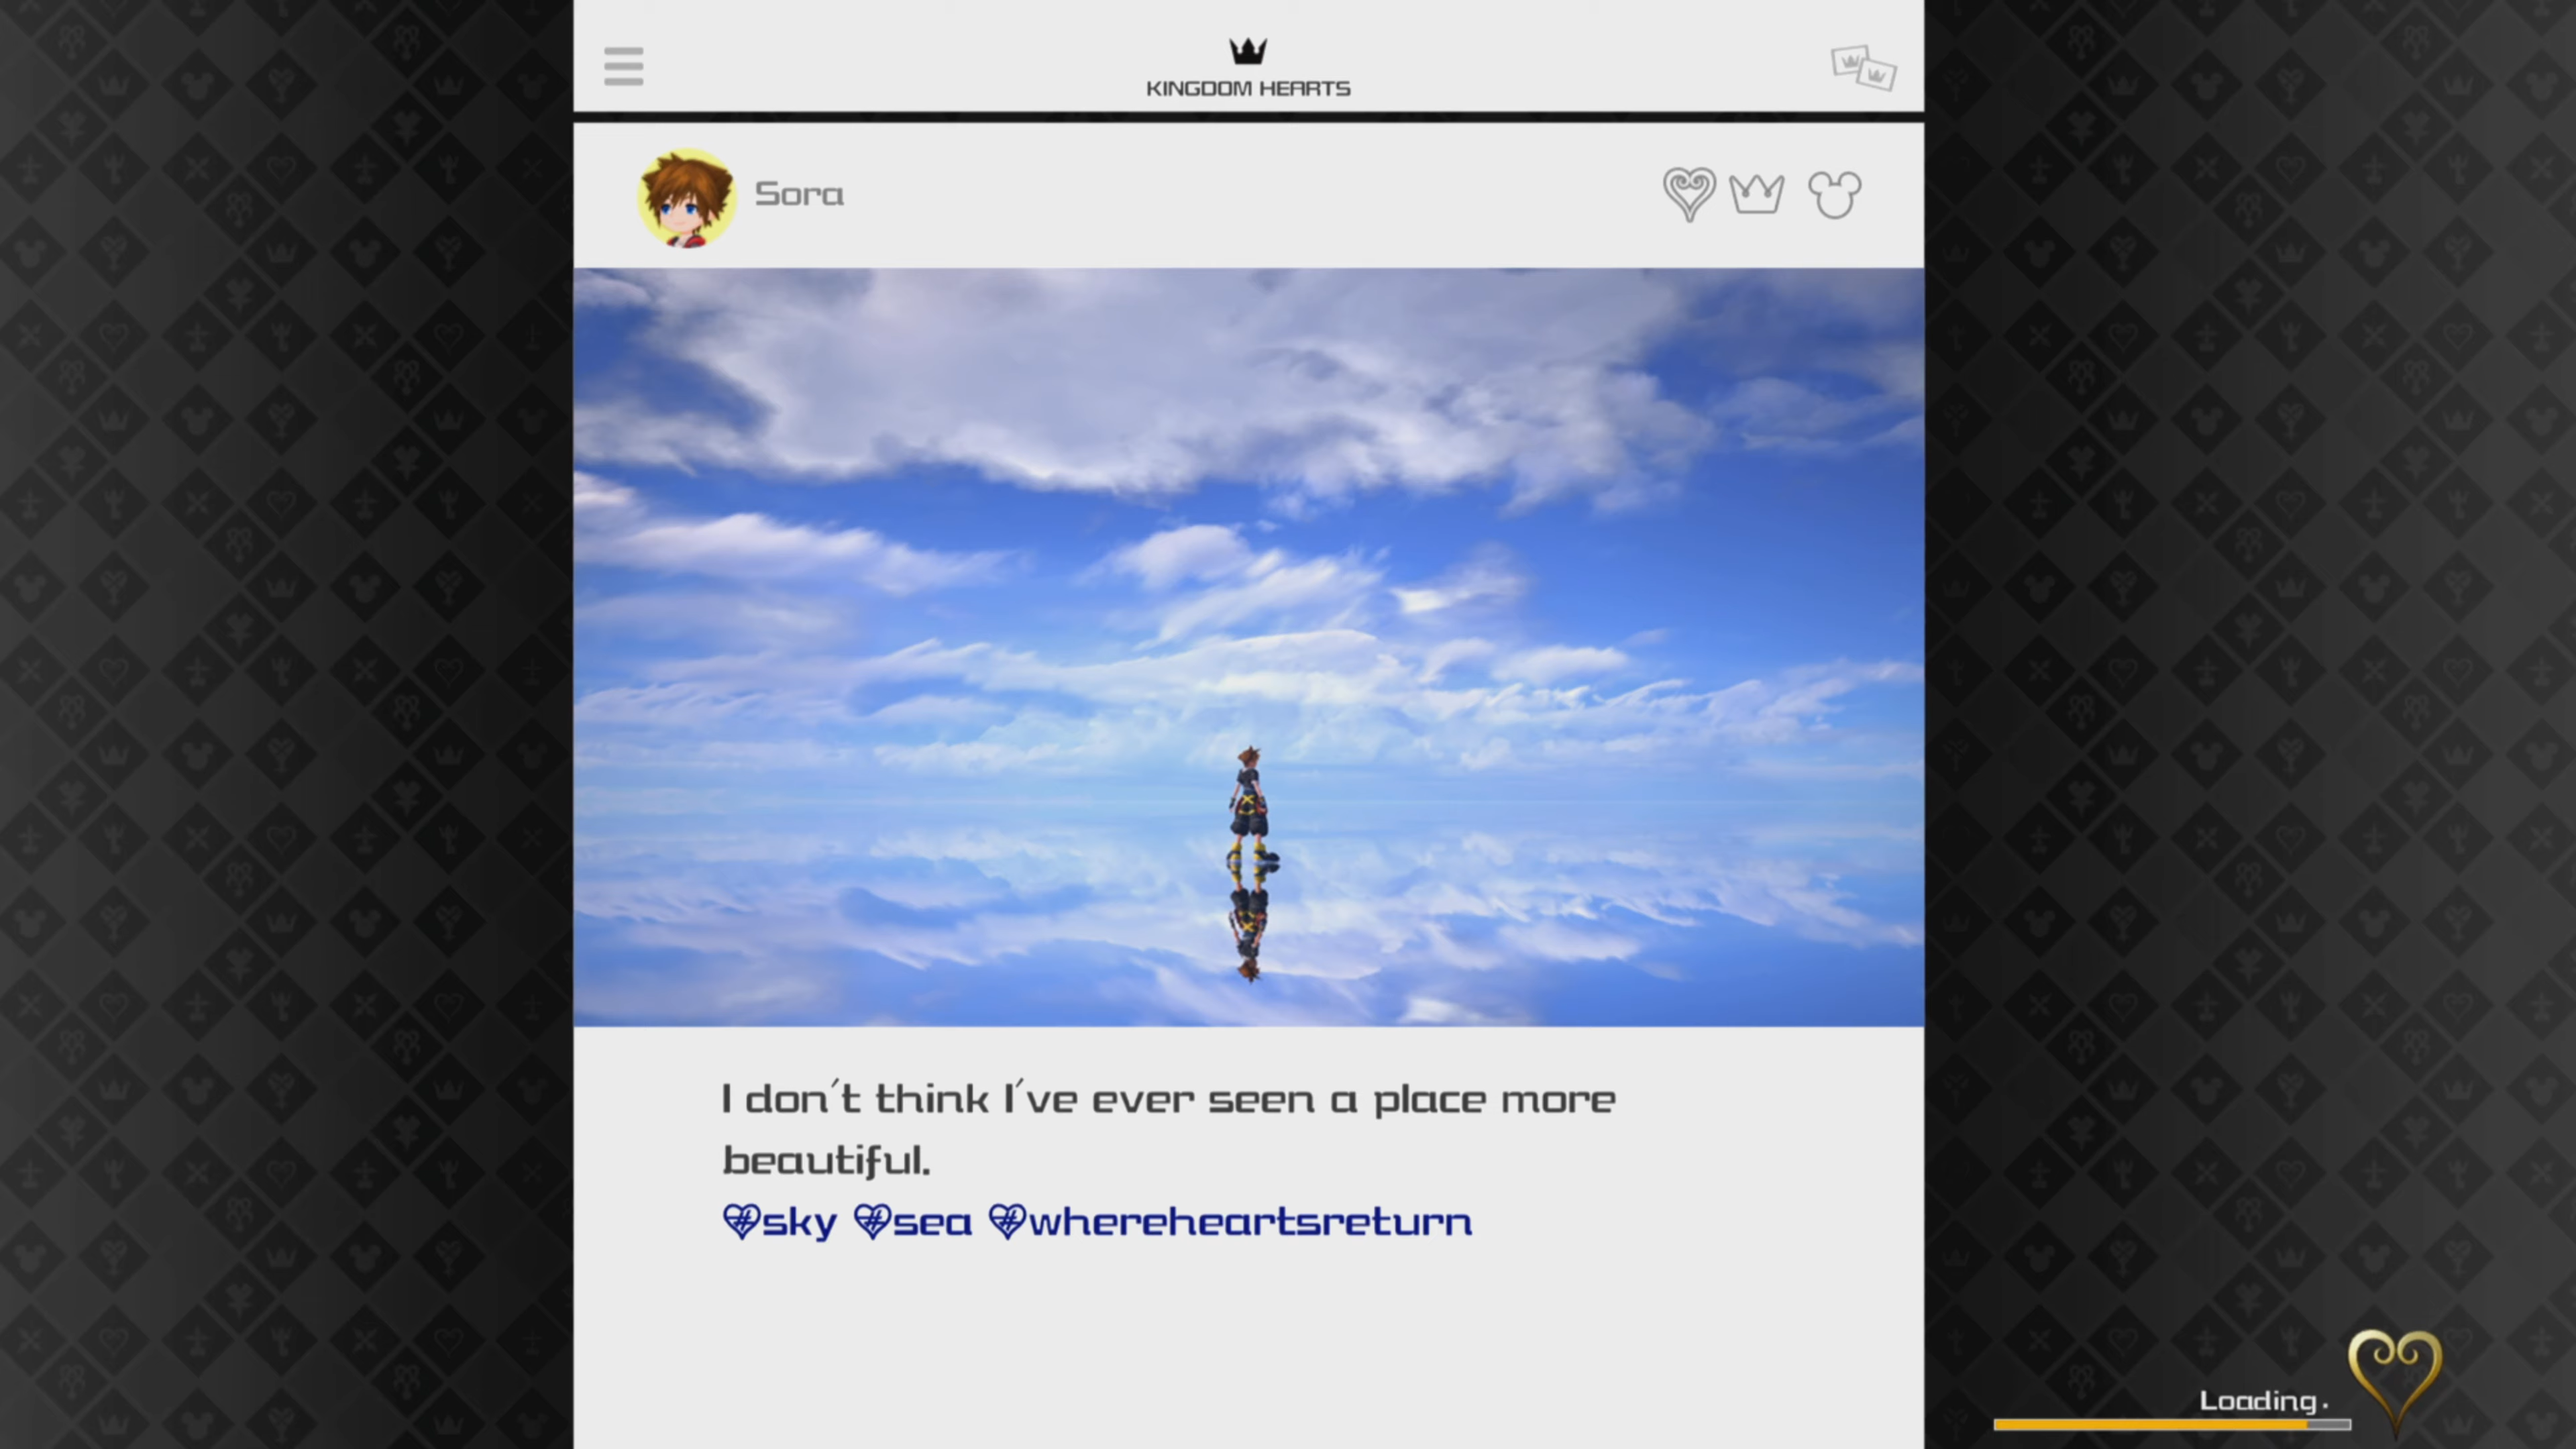 KINGDOM HEARTS
Sora
I don't think I've ever seen a place more
beautiful.
#sky #sea #whereheartsreturn
Loading.